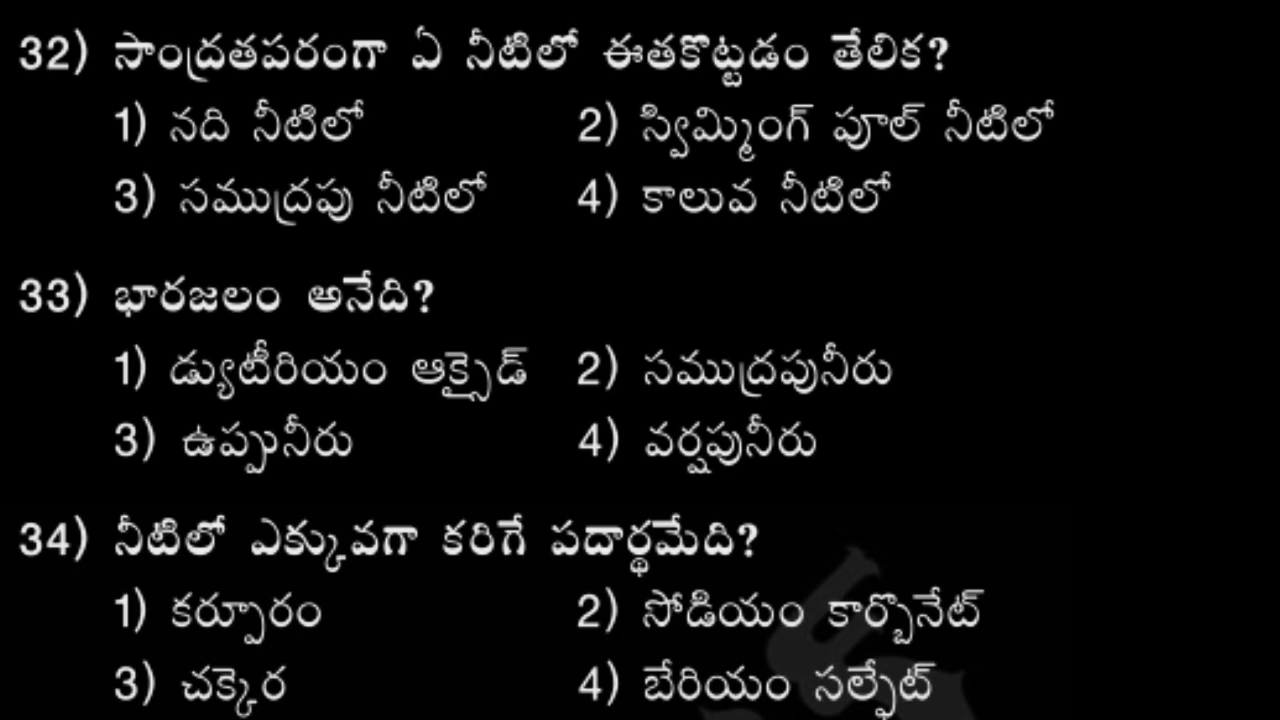 32) సాంద్రతపరంగా ఏ నీటిలో ఈతకొట్టడం తేలిక?
1) నది నీటిలో 2) స్విమ్మింగ్ పూల్ నీటిలో
3) సముద్రపు నీటిలో 4) కాలువ నీటిలో
33) భారజలం అనేది?
1) డ్యుటీరియం ఆక్సైడ్ 2) సముద్రపునీరు
3) ఉప్పునీరు 4) వర్షపునీరు
34) నీటిలో ఎక్కువగా కరిగే పదార్థమేది?
1) కర్పూరం 2) సోడియం కార్బొనేట్
3) చక్కెర 4) బేరియం సల్ఫేట్